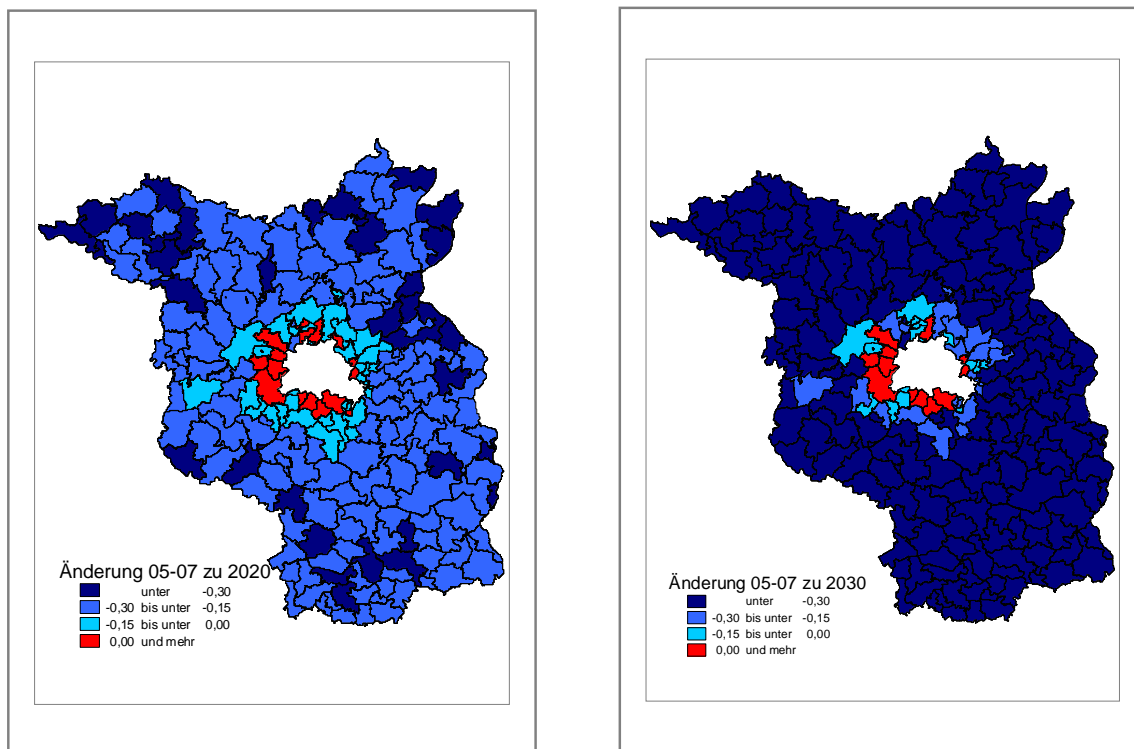 Änderung 05-07 zu 2020
unter -0,30
-0,30 bis unter -0,15
-0,15 bis unter 0,00
0,00 und mehr
Änderung 05-07 zu 2030
unter -0,30
-0,30 bis unter -0,15
-0,15 bis unter 0,00
0,00 und mehr